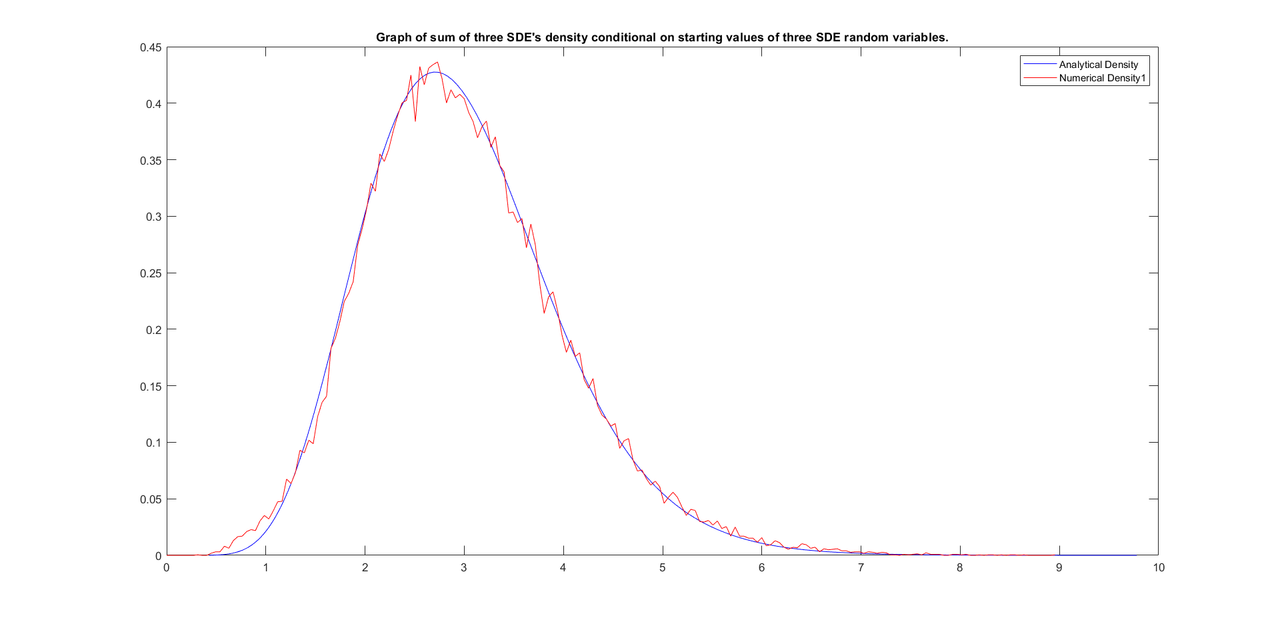 Graph of sum of three SDE's density conditional on starting values of three SDE random variables.
Analytical Density
Numerical Density1
0.45
0.4
0.35
0.3
0.25
0.2
0.15
0.1
0.05
0
0 1 2 3 4 5 6 7 8 9 10